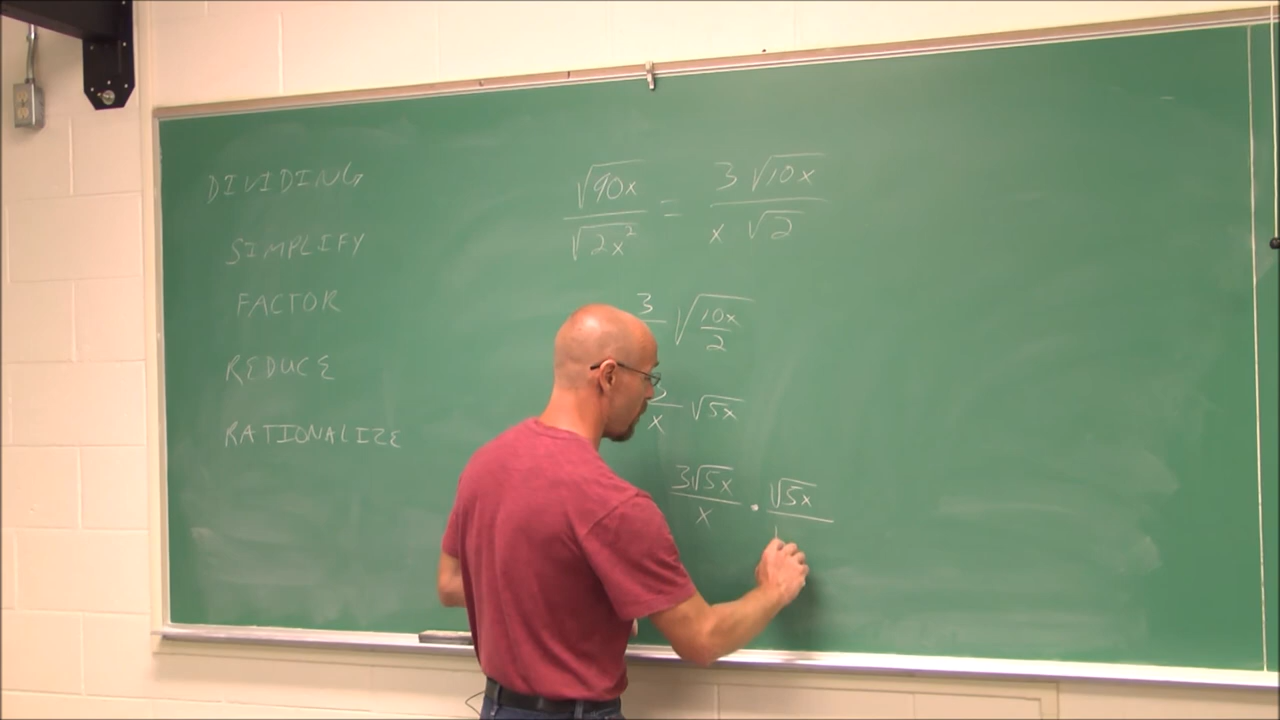 DIVIDING
SIMPLIFY
FACTOR
REDUCE
RATIONALIZE
√90x / √2x² = 3 √10x / x √2
3 √10x/2
3/x √5x
3√5x / x · √5x